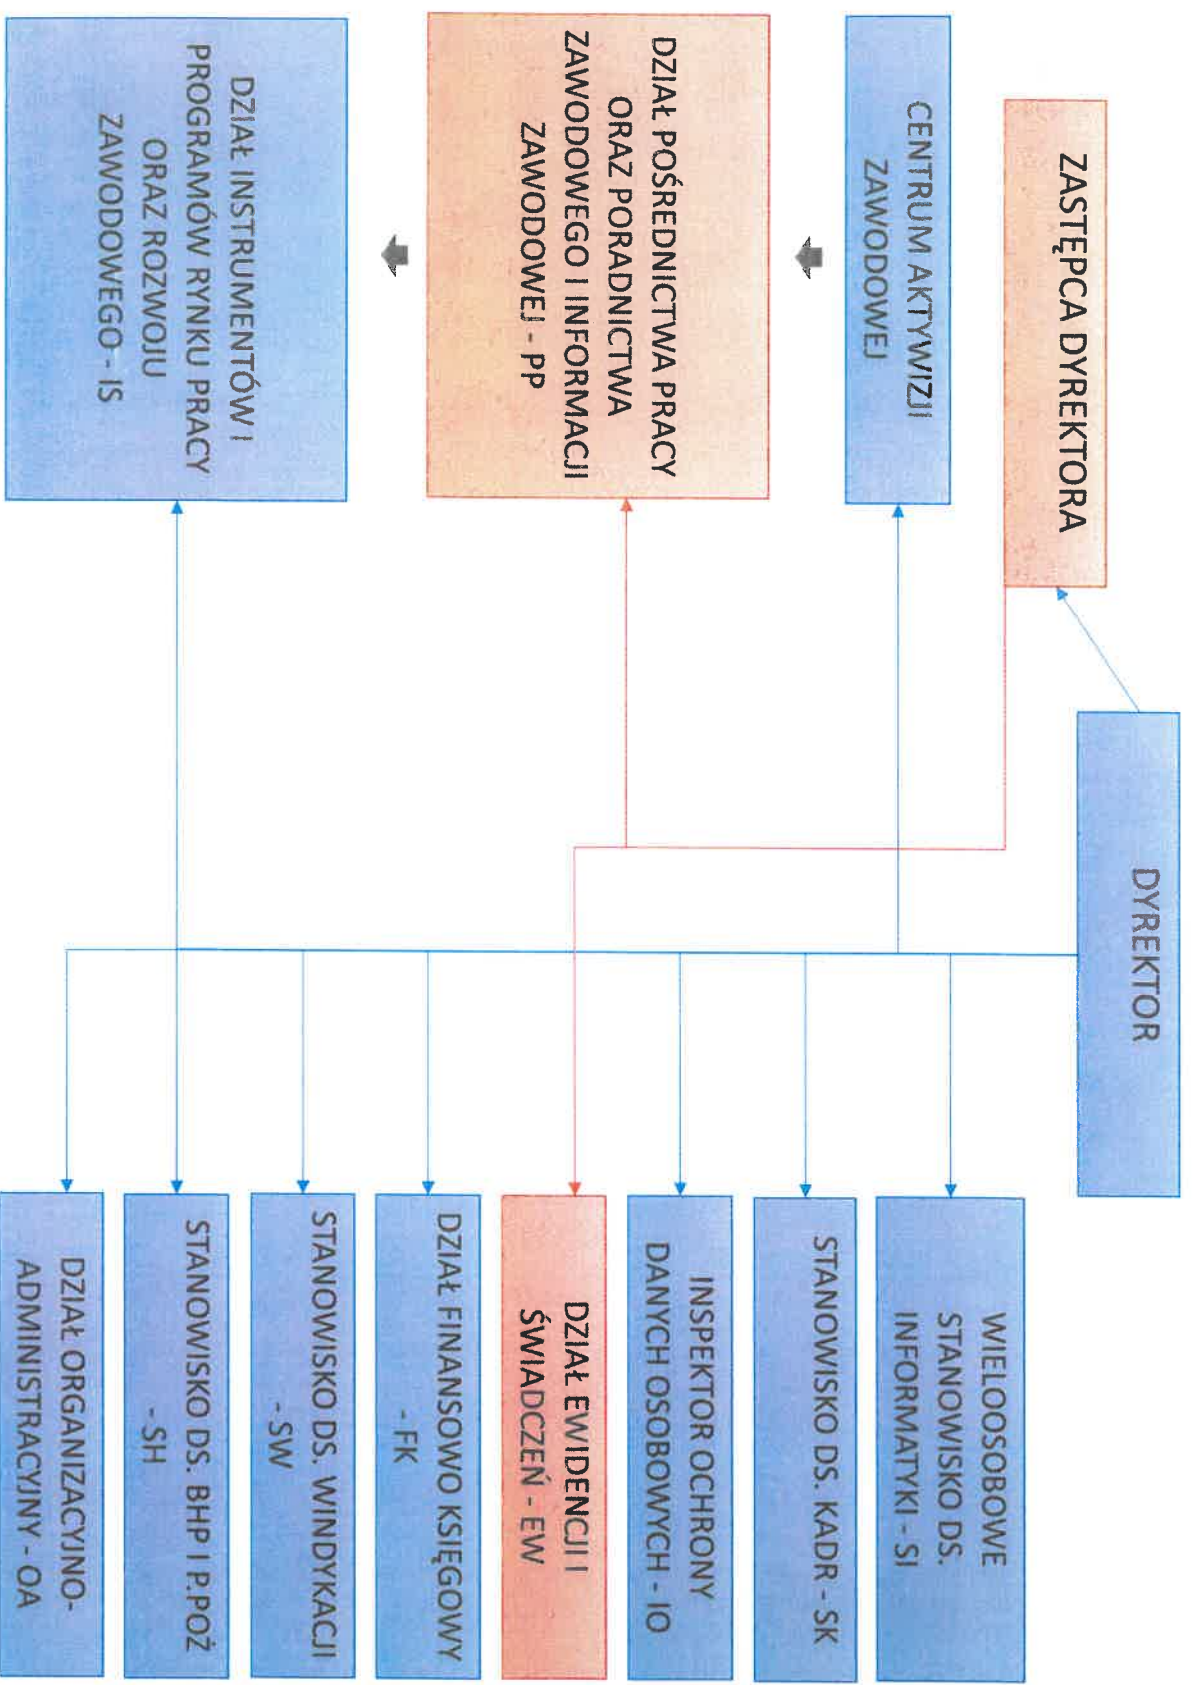 DYREKTOR
ZASTĘPCA DYREKTORA
CENTRUM AKTYWIZJI
ZAWODOWEJ
DZIAŁ POŚREDNICTWA PRACY
ORAZ PORADNICTWA
ZAWODOWEGO I INFORMACJI
ZAWODOWEJ - PP
DZIAŁ INSTRUMENTÓW I
PROGRAMÓW RYNKU PRACY
ORAZ ROZWOJU
ZAWODOWEGO - IS
WIELOOSOBOWE
STANOWISKO DS.
INFORMATYKI - SI
STANOWISKO DS. KADR - SK
INSPEKTOR OCHRONY
DANYCH OSOBOWYCH - IO
DZIAŁ EWIDENCJI I
ŚWIADCZEŃ - EW
DZIAŁ FINANSOWO KSIĘGOWY
- FK
STANOWISKO DS. WINDYKACJI
- SW
STANOWISKO DS. BHP I P.POŻ
- SH
DZIAŁ ORGANIZACYJNO-
ADMINISTRACYJNY - OA